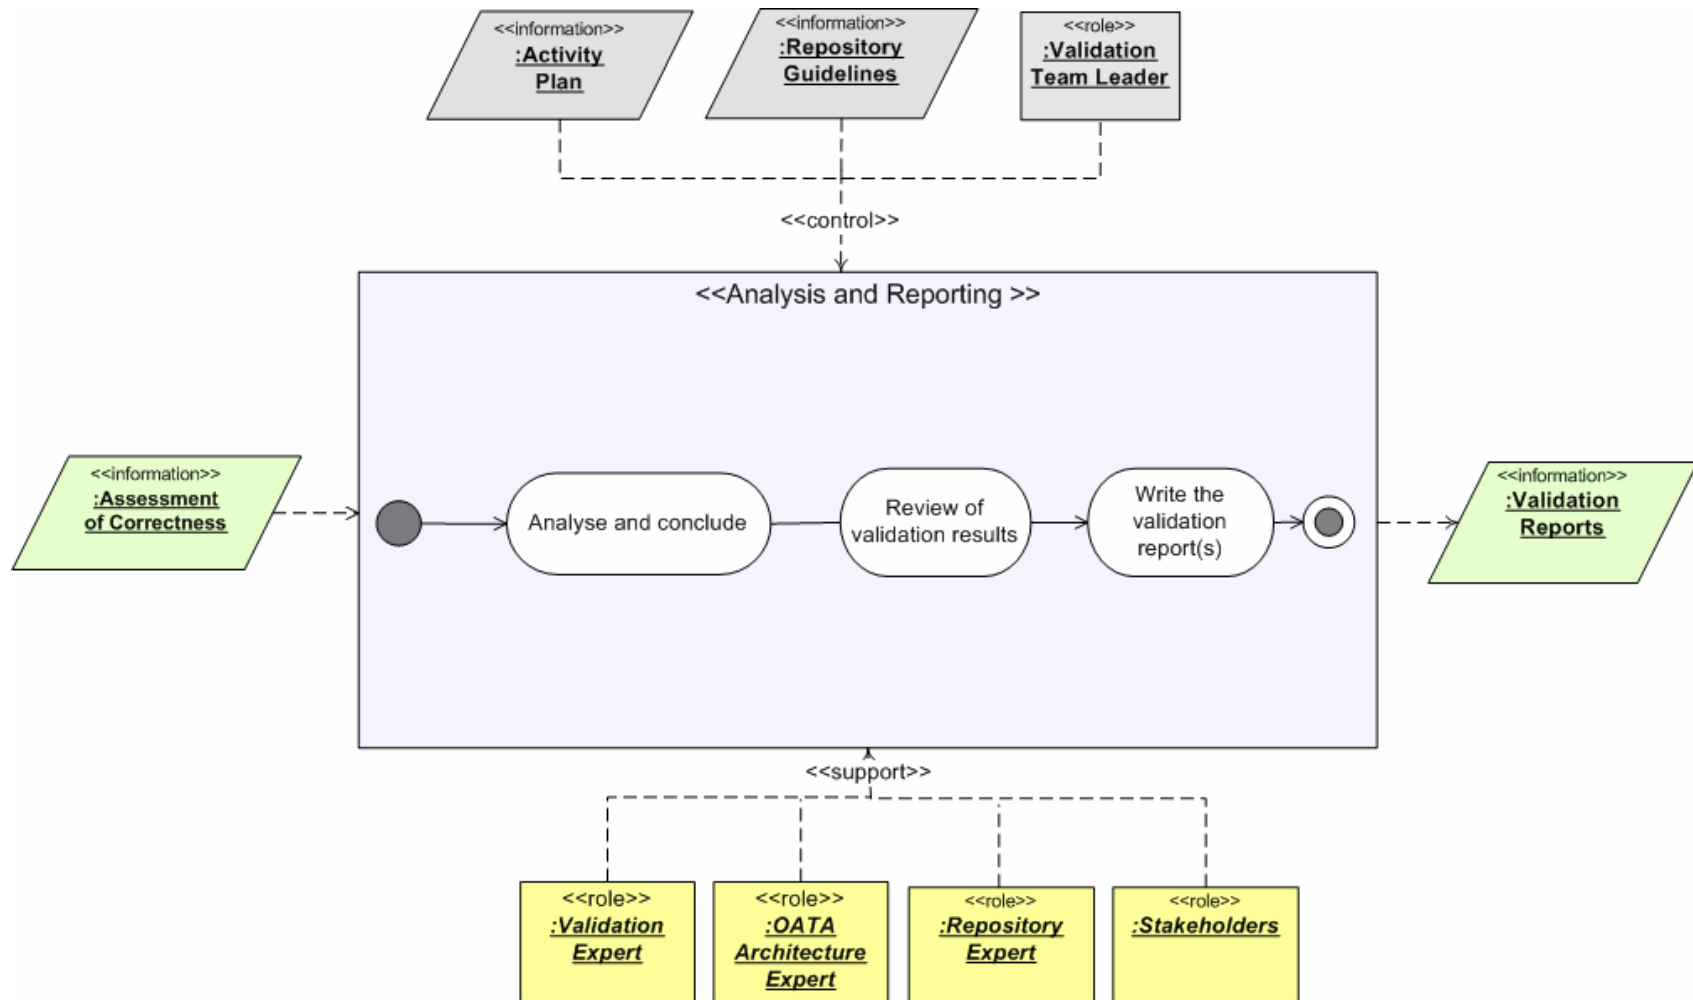 <<information>>
:Activity
Plan
<<information>>
:Repository
Guidelines
<<role>>
:Validation
Team Leader
<<control>>
<<Analysis and Reporting >>
<<information>>
:Assessment
of Correctness
Analyse and conclude
Review of
validation results
Write the
validation
report(s)
<<information>>
:Validation
Reports
<<support>>
<<role>>
:Validation
Expert
<<role>>
:OATA
Architecture
Expert
<<role>>
:Repository
Expert
<<role>>
:Stakeholders